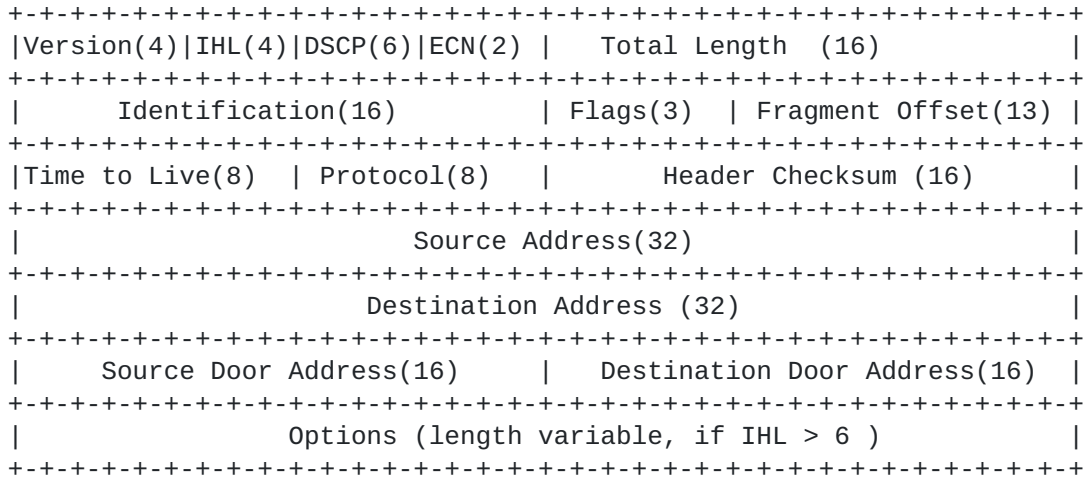 +-+-+-+-+-+-+-+-+-+-+-+-+-+-+-+-+-+-+-+-+-+-+-+-+-+-+-+-+-+-+-+-+-+-+
|Version(4)|IHL(4)|DSCP(6)|ECN(2) |   Total Length  (16)            |
+-+-+-+-+-+-+-+-+-+-+-+-+-+-+-+-+-+-+-+-+-+-+-+-+-+-+-+-+-+-+-+-+-+-+
|      Identification(16)         | Flags(3)  | Fragment Offset(13) |
+-+-+-+-+-+-+-+-+-+-+-+-+-+-+-+-+-+-+-+-+-+-+-+-+-+-+-+-+-+-+-+-+-+-+
|Time to Live(8)  | Protocol(8)   |       Header Checksum (16)      |
+-+-+-+-+-+-+-+-+-+-+-+-+-+-+-+-+-+-+-+-+-+-+-+-+-+-+-+-+-+-+-+-+-+-+
|                         Source Address(32)                        |
+-+-+-+-+-+-+-+-+-+-+-+-+-+-+-+-+-+-+-+-+-+-+-+-+-+-+-+-+-+-+-+-+-+-+
|                      Destination Address (32)                     |
+-+-+-+-+-+-+-+-+-+-+-+-+-+-+-+-+-+-+-+-+-+-+-+-+-+-+-+-+-+-+-+-+-+-+
|     Source Door Address(16)     |   Destination Door Address(16)  |
+-+-+-+-+-+-+-+-+-+-+-+-+-+-+-+-+-+-+-+-+-+-+-+-+-+-+-+-+-+-+-+-+-+-+
|                 Options (length variable, if IHL > 6 )            |
+-+-+-+-+-+-+-+-+-+-+-+-+-+-+-+-+-+-+-+-+-+-+-+-+-+-+-+-+-+-+-+-+-+-+